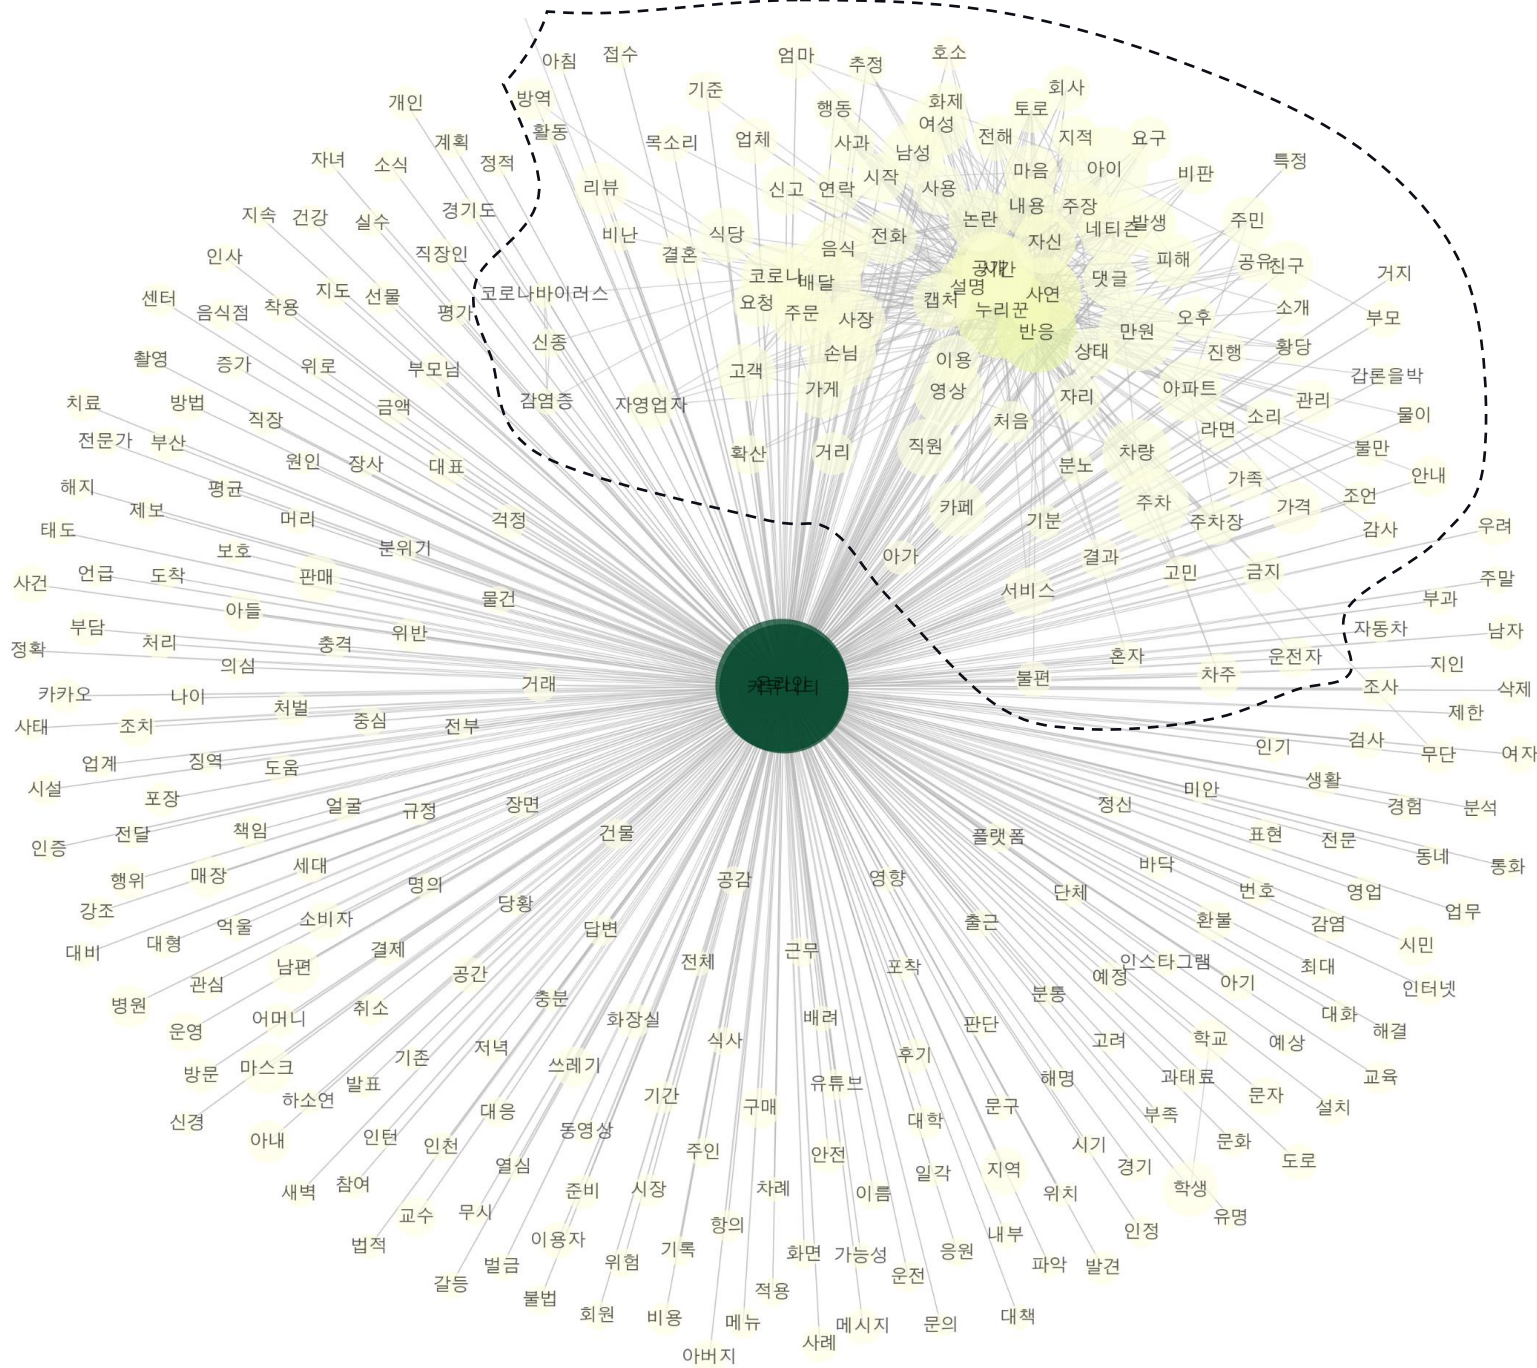 아침
접수
엄마
추정
호소
회사
개인
방역
기준
행동
화제
토로
여성
계획
활동
목소리
업체
사과
전해
지적
요구
자녀
소식
정적
남성
마음
아이
비판
특정
리뷰
신고
연락
시작
사용
내용
주장
지속
건강
실수
경기도
논란
발생
주민
비난
식당
전화
네티즌
자신
인사
직장인
결혼
음식
피해
공유
친구
거지
코로나
배달
설명
댓글
센터
음식점
착용
지도
선물
평가
코로나바이러스
요청
주문
사장
캡처
누리꾼
사연
반응
만원
오후
소개
부모
촬영
증가
위로
부모님
신종
손님
이용
상태
진행
황당
갑론을박
치료
방법
직장
금액
감염증
자영업자
고객
가게
영상
자리
아파트
관리
전문가
부산
처음
라면
소리
물이
원인
장사
대표
확산
거리
직원
분노
차량
불만
해지
평균
가족
안내
제보
머리
걱정
카페
기분
주차
주차장
가격
조언
태도
보호
분위기
아가
결과
감사
우려
사건
언급
도착
판매
물건
서비스
고민
금지
주말
부담
아들
부과
정확
처리
충격
위반
자동차
남자
의심
혼자
운전자
지인
카카오
나이
처벌
거래
불편
차주
조사
삭제
사태
조치
중심
전부
제한
업계
징역
도움
인기
검사
무단
여자
시설
포장
얼굴
규정
장면
정신
미안
생활
경험
분석
인증
전달
책임
건물
플랫폼
표현
전문
동네
통화
행위
매장
세대
명의
공감
영향
바닥
단체
번호
영업
강조
억울
소비자
당황
답변
출근
환불
감염
업무
대비
대형
결제
근무
시민
관심
남편
공간
전체
포착
예정
인스타그램
최대
병원
충분
분통
아기
인터넷
운영
어머니
취소
화장실
배려
판단
대화
해결
방문
마스크
기존
저녁
식사
후기
고려
학교
예상
발표
쓰레기
유튜브
해명
과태료
교육
신경
하소연
대응
기간
구매
문구
부족
문자
설치
아내
인턴
인천
동영상
대학
시기
문화
새벽
참여
열심
주인
안전
일각
지역
경기
도로
교수
무시
준비
시장
차례
이름
위치
학생
법적
이용자
항의
내부
인정
유명
갈등
벌금
위험
기록
화면
가능성
응원
파악
발견
불법
적용
운전
회원
비용
메뉴
메시지
문의
대책
아버지
사례